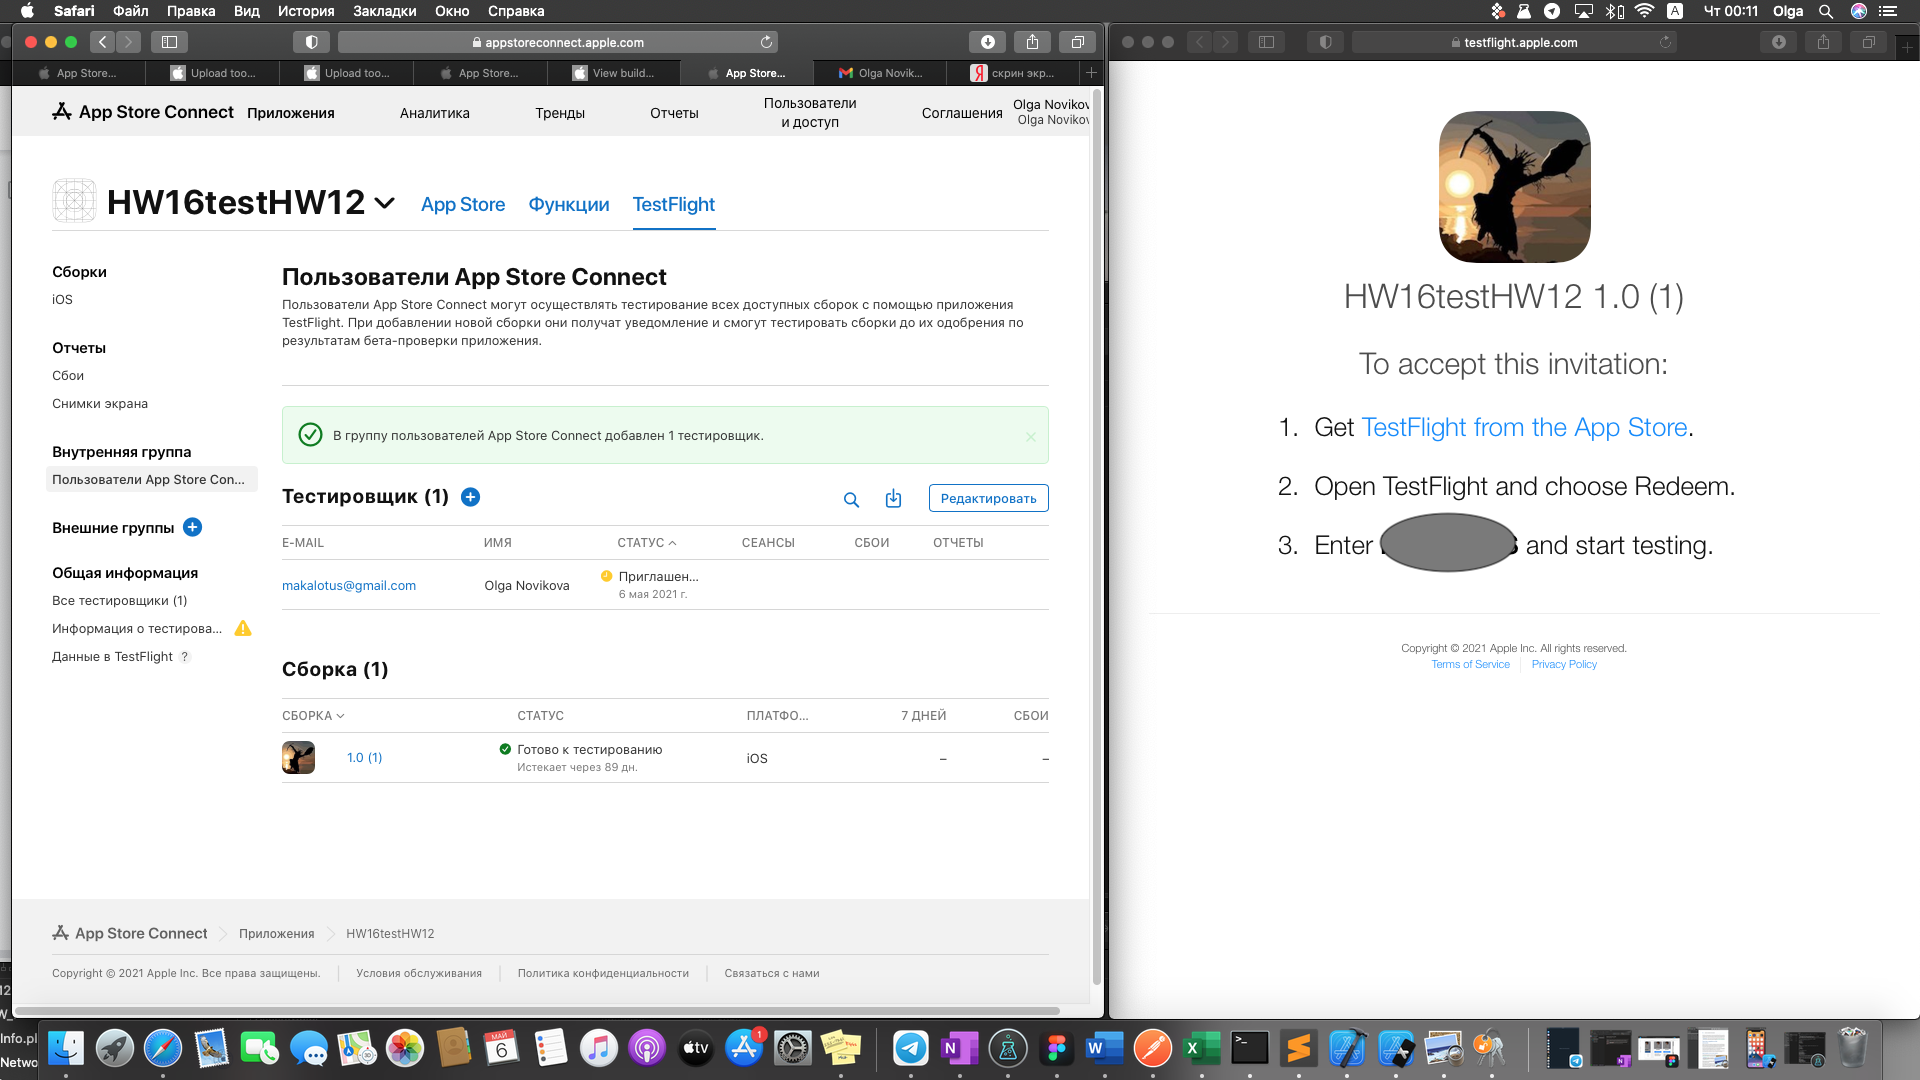 Safari Файл Правка Вид История Закладки Окно Справка
A Чт 00:11 Olga
appstoreconnect.apple.com
testflight.apple.com
App Store... Upload too... Upload too... App Store... View build... App Store... Olga Novik... Я скрин экр...
App Store Connect Приложения Аналитика Тренды Отчеты Пользователи и доступ Соглашения
Olga Novikov
Olga Noviko
HW16testHW12 App Store Функции TestFlight
Сборки
iOS
Отчеты
Сбои
Снимки экрана
Внутренняя группа
Пользователи App Store Con...
Внешние группы
Общая информация
Все тестировщики (1)
Информация о тестирова...
Данные в TestFlight ?
Пользователи App Store Connect
Пользователи App Store Connect могут осуществлять тестирование всех доступных сборок с помощью приложения
TestFlight. При добавлении новой сборки они получат уведомление и смогут тестировать сборки до их одобрения по
результатам бета-проверки приложения.
В группу пользователей App Store Connect добавлен 1 тестировщик.
Тестировщик (1)
Редактировать
E-MAIL ИМЯ СТАТУС СЕАНСЫ СБОИ ОТЧЕТЫ
makalotus@gmail.com Olga Novikova Приглашен...
6 мая 2021 г.
Сборка (1)
СБОРКА СТАТУС ПЛАТФО... 7 ДНЕЙ СБОИ
1.0 (1) Готово к тестированию iOS – –
Истекает через 89 дн.
App Store Connect Приложения HW16testHW12
Copyright © 2021 Apple Inc. Все права защищены. Условия обслуживания Политика конфиденциальности Связаться с нами
HW16testHW12 1.0 (1)
To accept this invitation:
1. Get TestFlight from the App Store.
2. Open TestFlight and choose Redeem.
3. Enter and start testing.
Copyright © 2021 Apple Inc. All rights reserved.
Terms of Service Privacy Policy
Info.pl
Netwo
МАЙ
6
tv
1